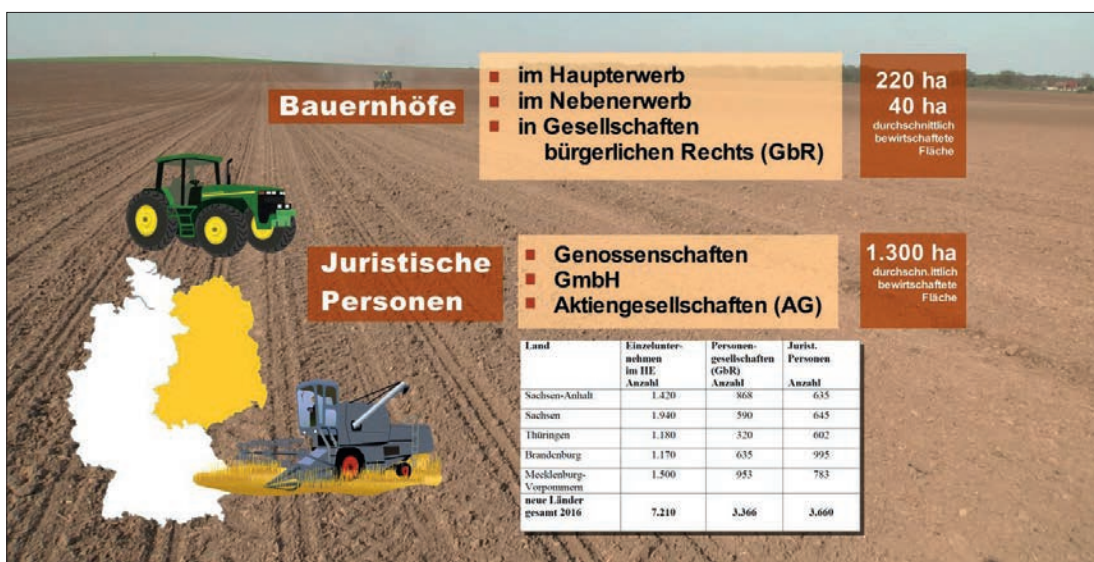 Bauernhöfe
im Haupterwerb
im Nebenerwerb
in Gesellschaften
bürgerlichen Rechts (GbR)
220 ha
40 ha
durchschnittlich
bewirtschaftete
Fläche
Juristische
Personen
Genossenschaften
GmbH
Aktiengesellschaften (AG)
1.300 ha
durchschn.ittlich
bewirtschaftete
Fläche
Land Einzelunter- Personen- Jurist.
nehmen gesellschaften Personen
im HE (GbR)
Anzahl Anzahl Anzahl
Sachsen-Anhalt 1.420 868 635
Sachsen 1.940 590 645
Thüringen 1.180 320 602
Brandenburg 1.170 635 995
Mecklenburg- 1.500 953 783
Vorpommern
neue Länder
gesamt 2016 7.210 3.366 3.660